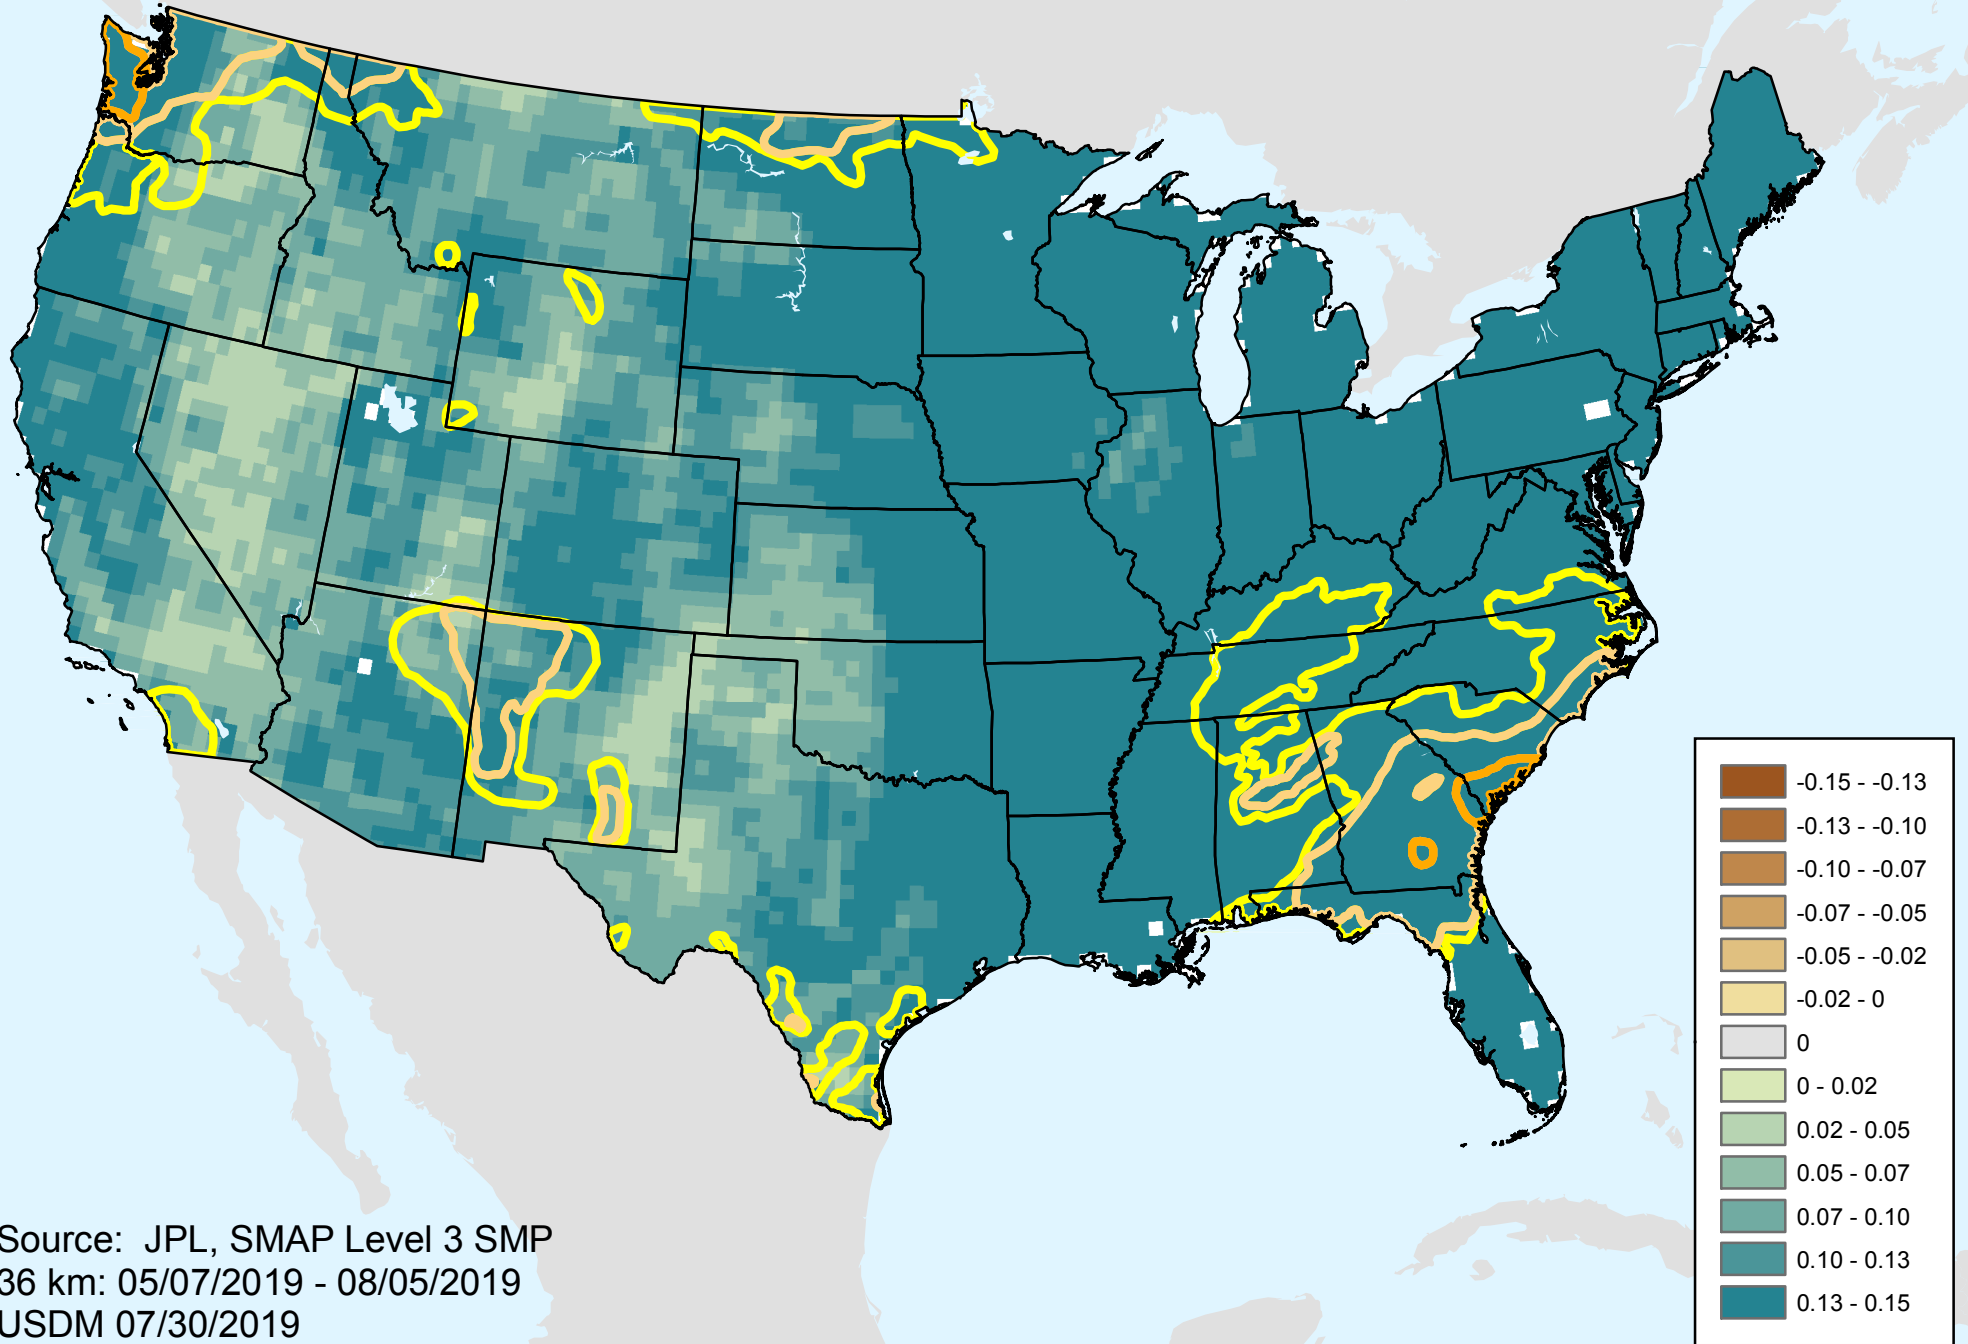 -0.15 - -0.13
-0.13 - -0.10
-0.10 - -0.07
-0.07 - -0.05
-0.05 - -0.02
-0.02 - 0
0
0 - 0.02
0.02 - 0.05
0.05 - 0.07
0.07 - 0.10
0.10 - 0.13
0.13 - 0.15
Source: JPL, SMAP Level 3 SMP
36 km: 05/07/2019 - 08/05/2019
USDM 07/30/2019